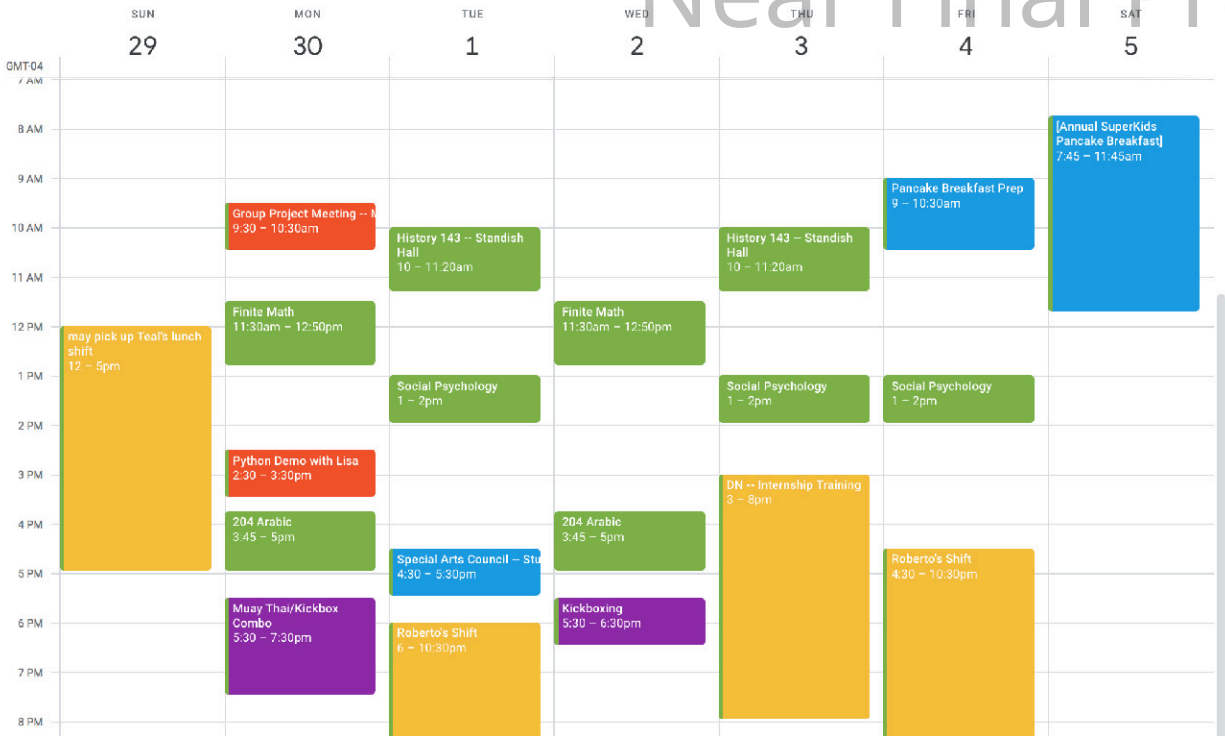 Near Final Pr
SUN MON TUE WED THU FRI SAT
29 30 1 2 3 4 5
GMT-04
7 AM
8 AM
9 AM
10 AM
11 AM
12 PM
1 PM
2 PM
3 PM
4 PM
5 PM
6 PM
7 PM
8 PM
may pick up Teal's lunch
shift
12 – 5pm
Group Project Meeting -- M
9:30 – 10:30am
Finite Math
11:30am – 12:50pm
Python Demo with Lisa
2:30 – 3:30pm
204 Arabic
3:45 – 5pm
Muay Thai/Kickbox
Combo
5:30 – 7:30pm
History 143 -- Standish
Hall
10 – 11:20am
Social Psychology
1 – 2pm
Special Arts Council -- Stu
4:30 – 5:30pm
Roberto's Shift
6 – 10:30pm
Finite Math
11:30am – 12:50pm
204 Arabic
3:45 – 5pm
Kickboxing
5:30 – 6:30pm
History 143 -- Standish
Hall
10 – 11:20am
Social Psychology
1 – 2pm
DN -- Internship Training
3 – 8pm
Pancake Breakfast Prep
9 – 10:30am
Social Psychology
1 – 2pm
Roberto's Shift
4:30 – 10:30pm
[Annual SuperKids
Pancake Breakfast]
7:45 – 11:45am